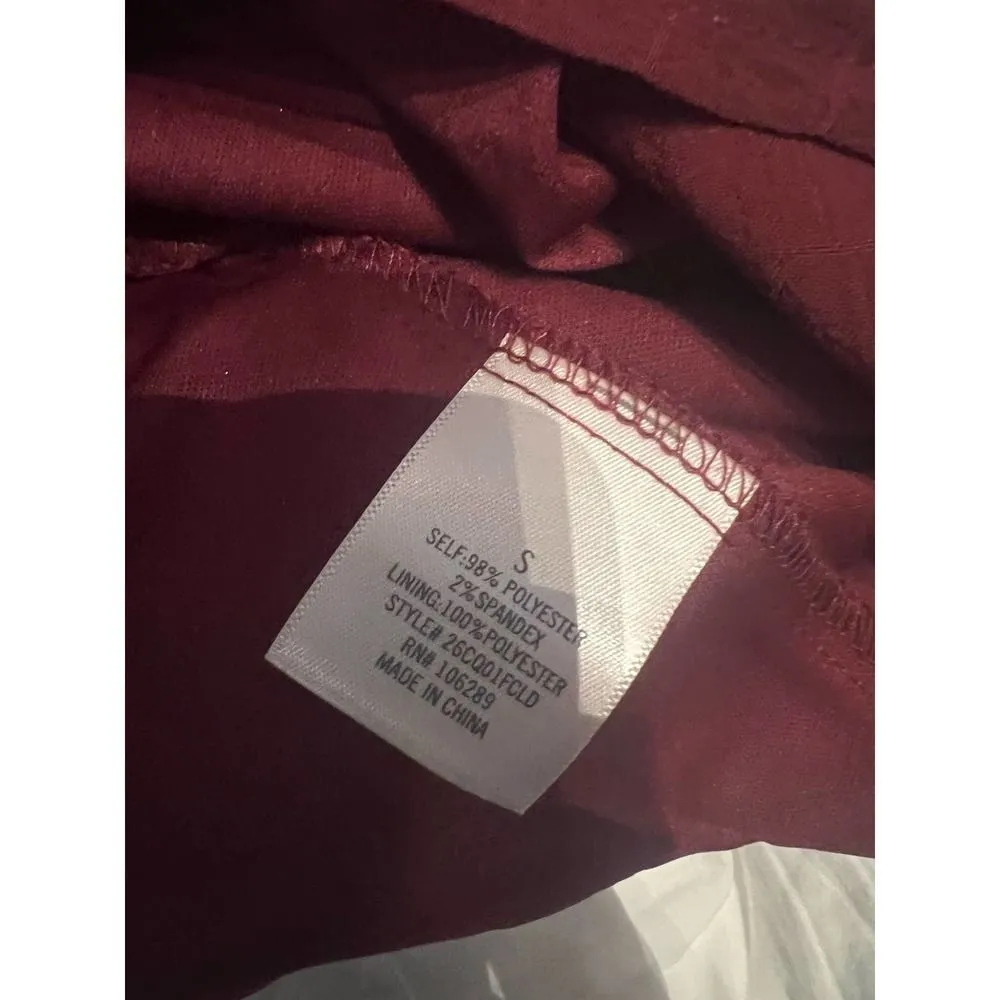 S
SELF:98% POLYESTER
2%SPANDEX
LINING:100%POLYESTER
STYLE# 26CQ01FCLD
RN# 106289
MADE IN CHINA